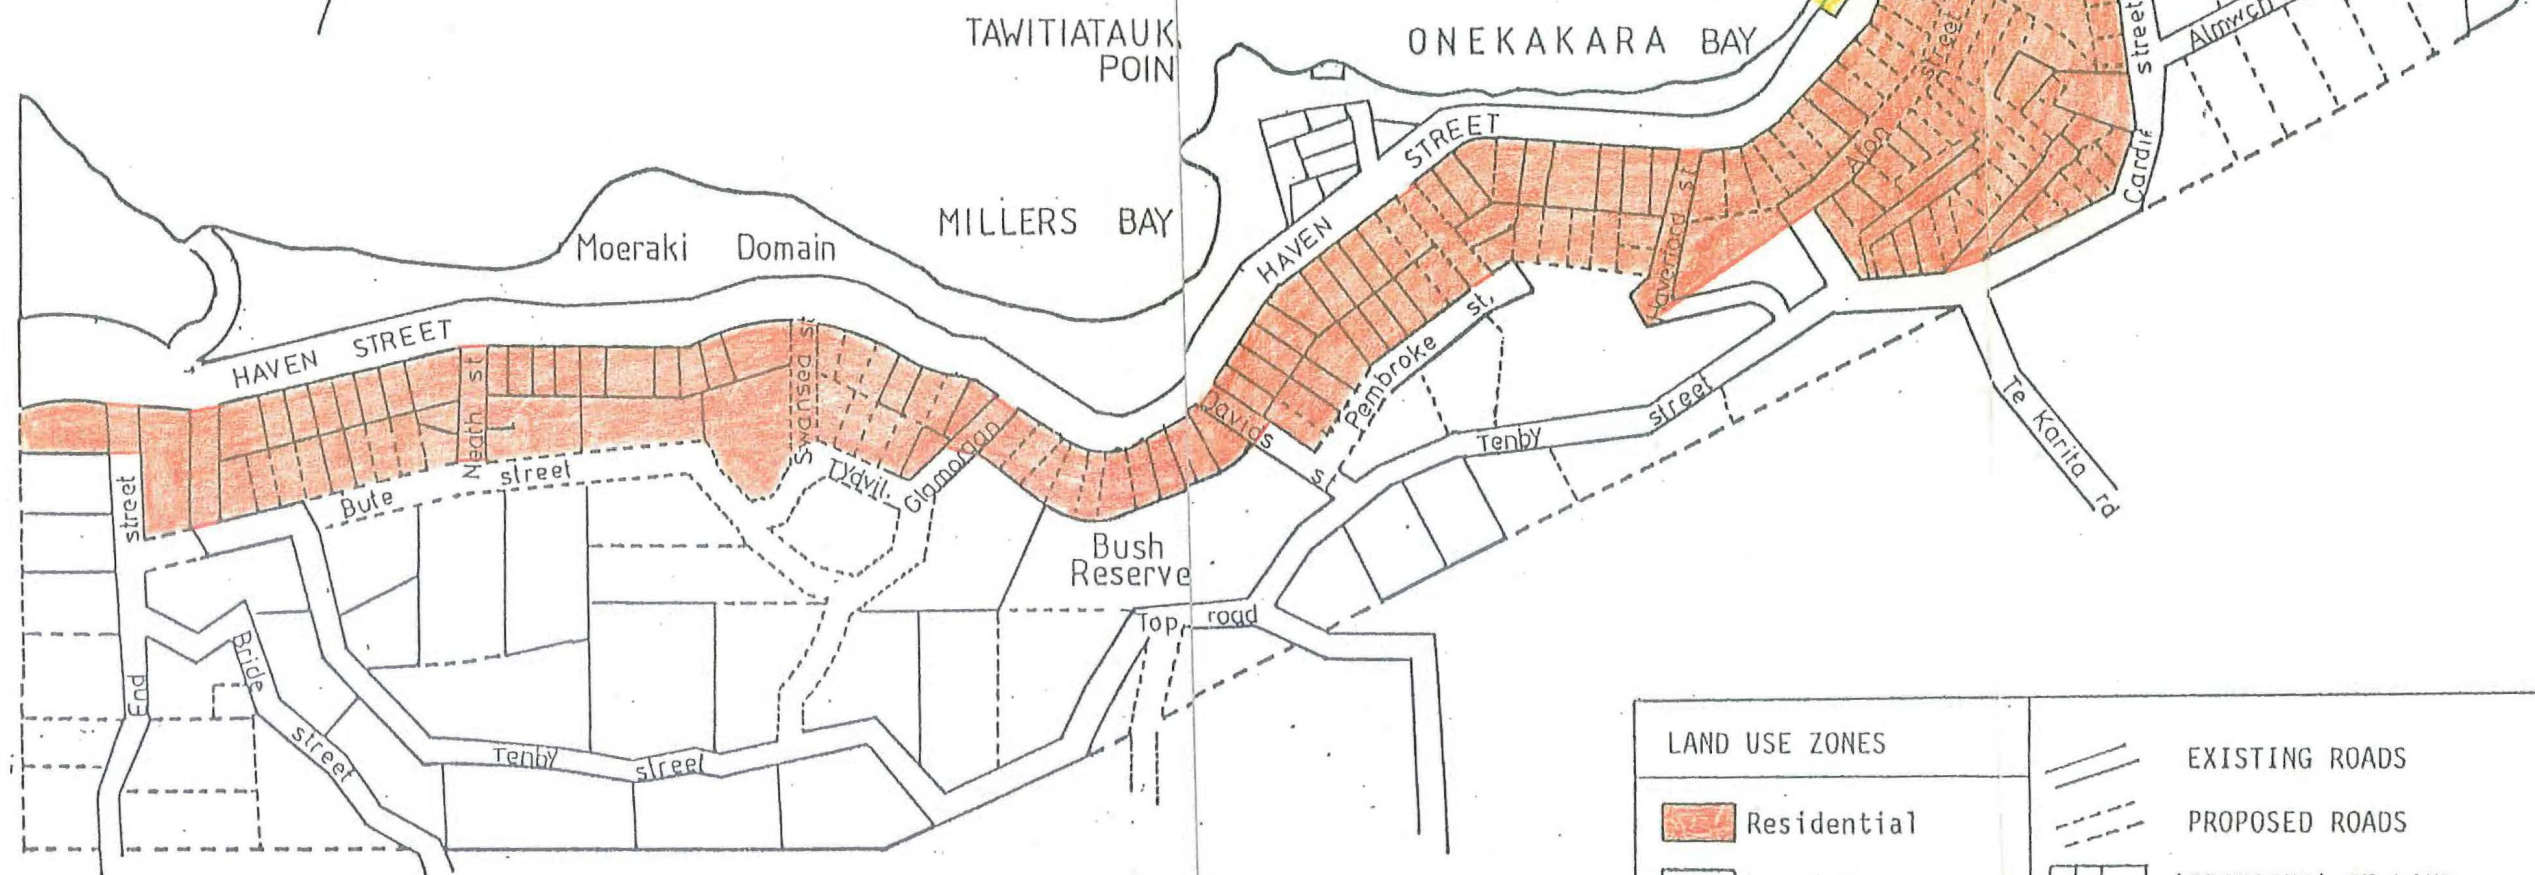 TAWITIATAUK
POIN
ONEKAKARA BAY
street
Almwch
street
STREET
Cardif
Afon
MILLERS BAY
Moeraki Domain
HAVEN
st
Haverford
HAVEN STREET
Swansed st
st
Neath
Pembroke st,
Davids
st
Te Karita rd
street
Tenby
Glamorgan
Tydvil
street
Bute
street
Bush
Reserve
Top road
Bride
street
End
Tenby street
LAND USE ZONES
Residential
EXISTING ROADS
PROPOSED ROADS